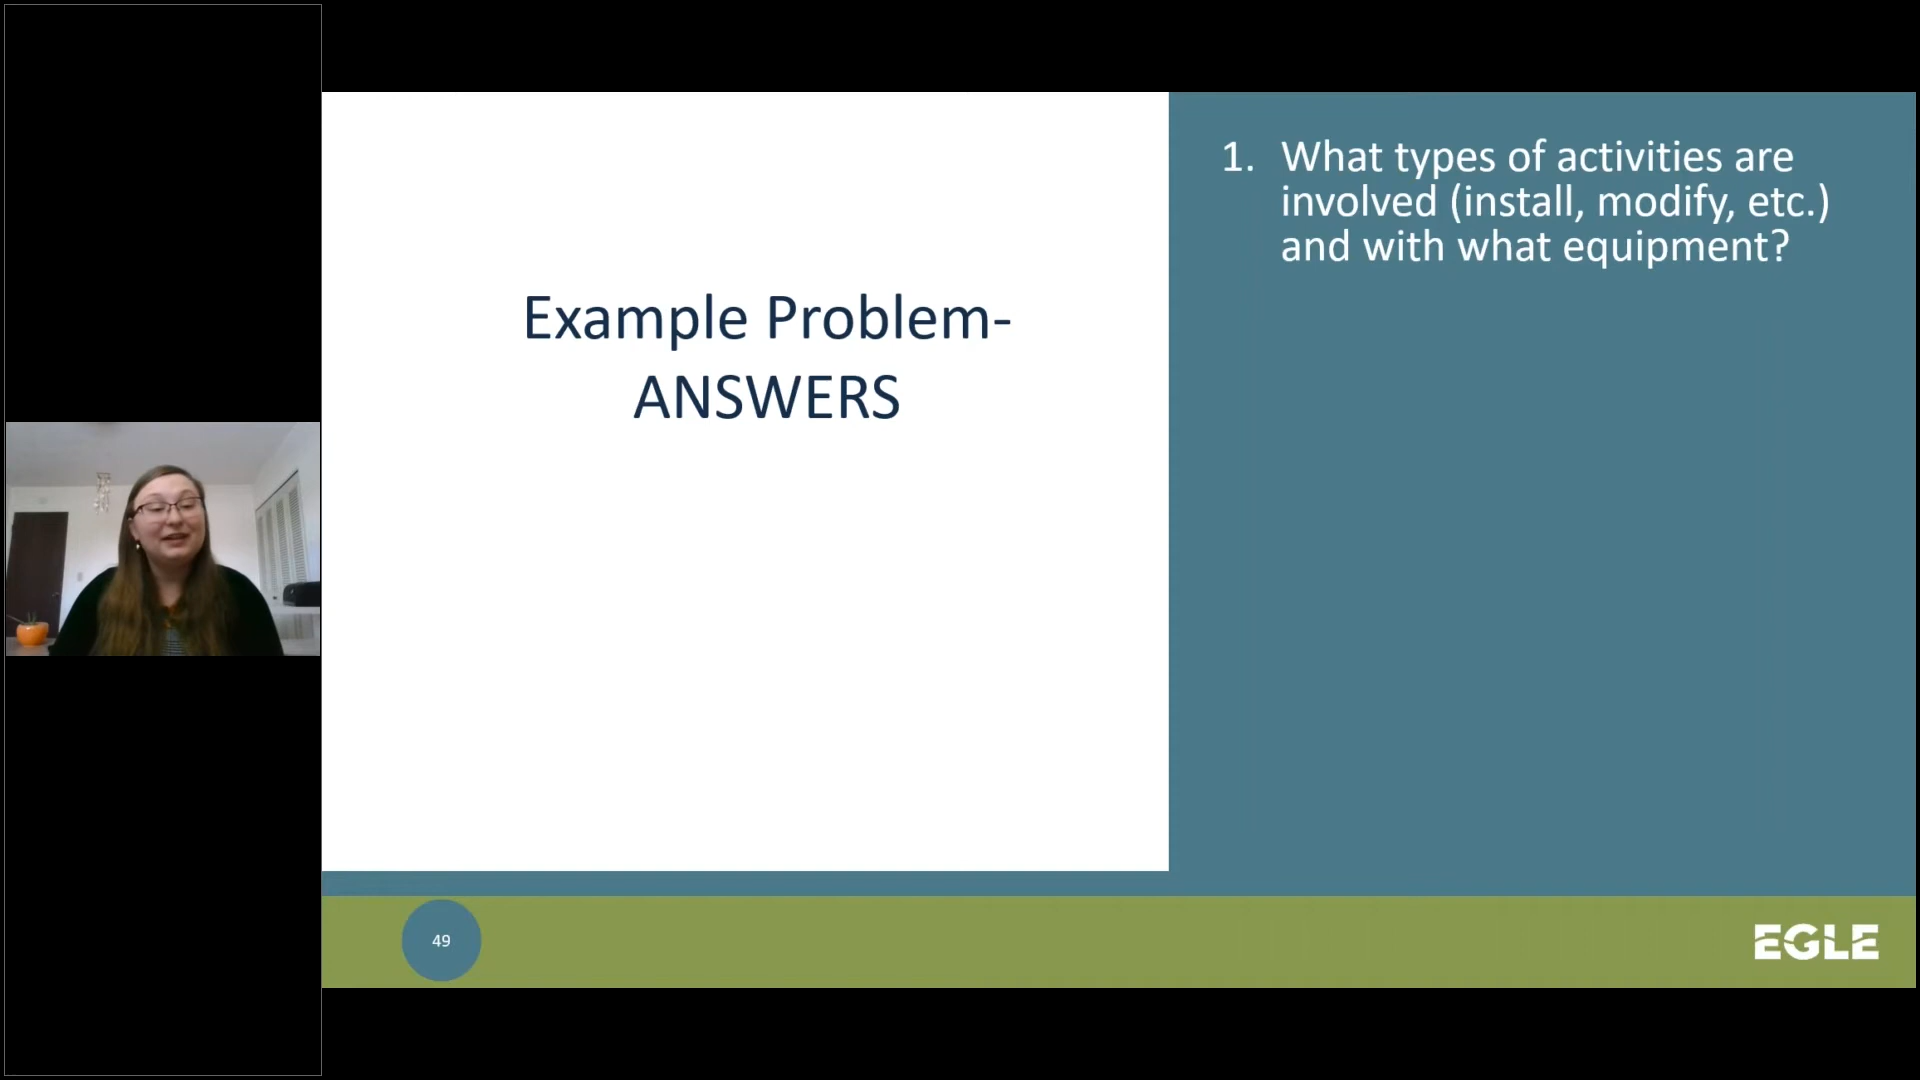 Example Problem-
ANSWERS
1. What types of activities are
involved (install, modify, etc.)
and with what equipment?
49
EGLE